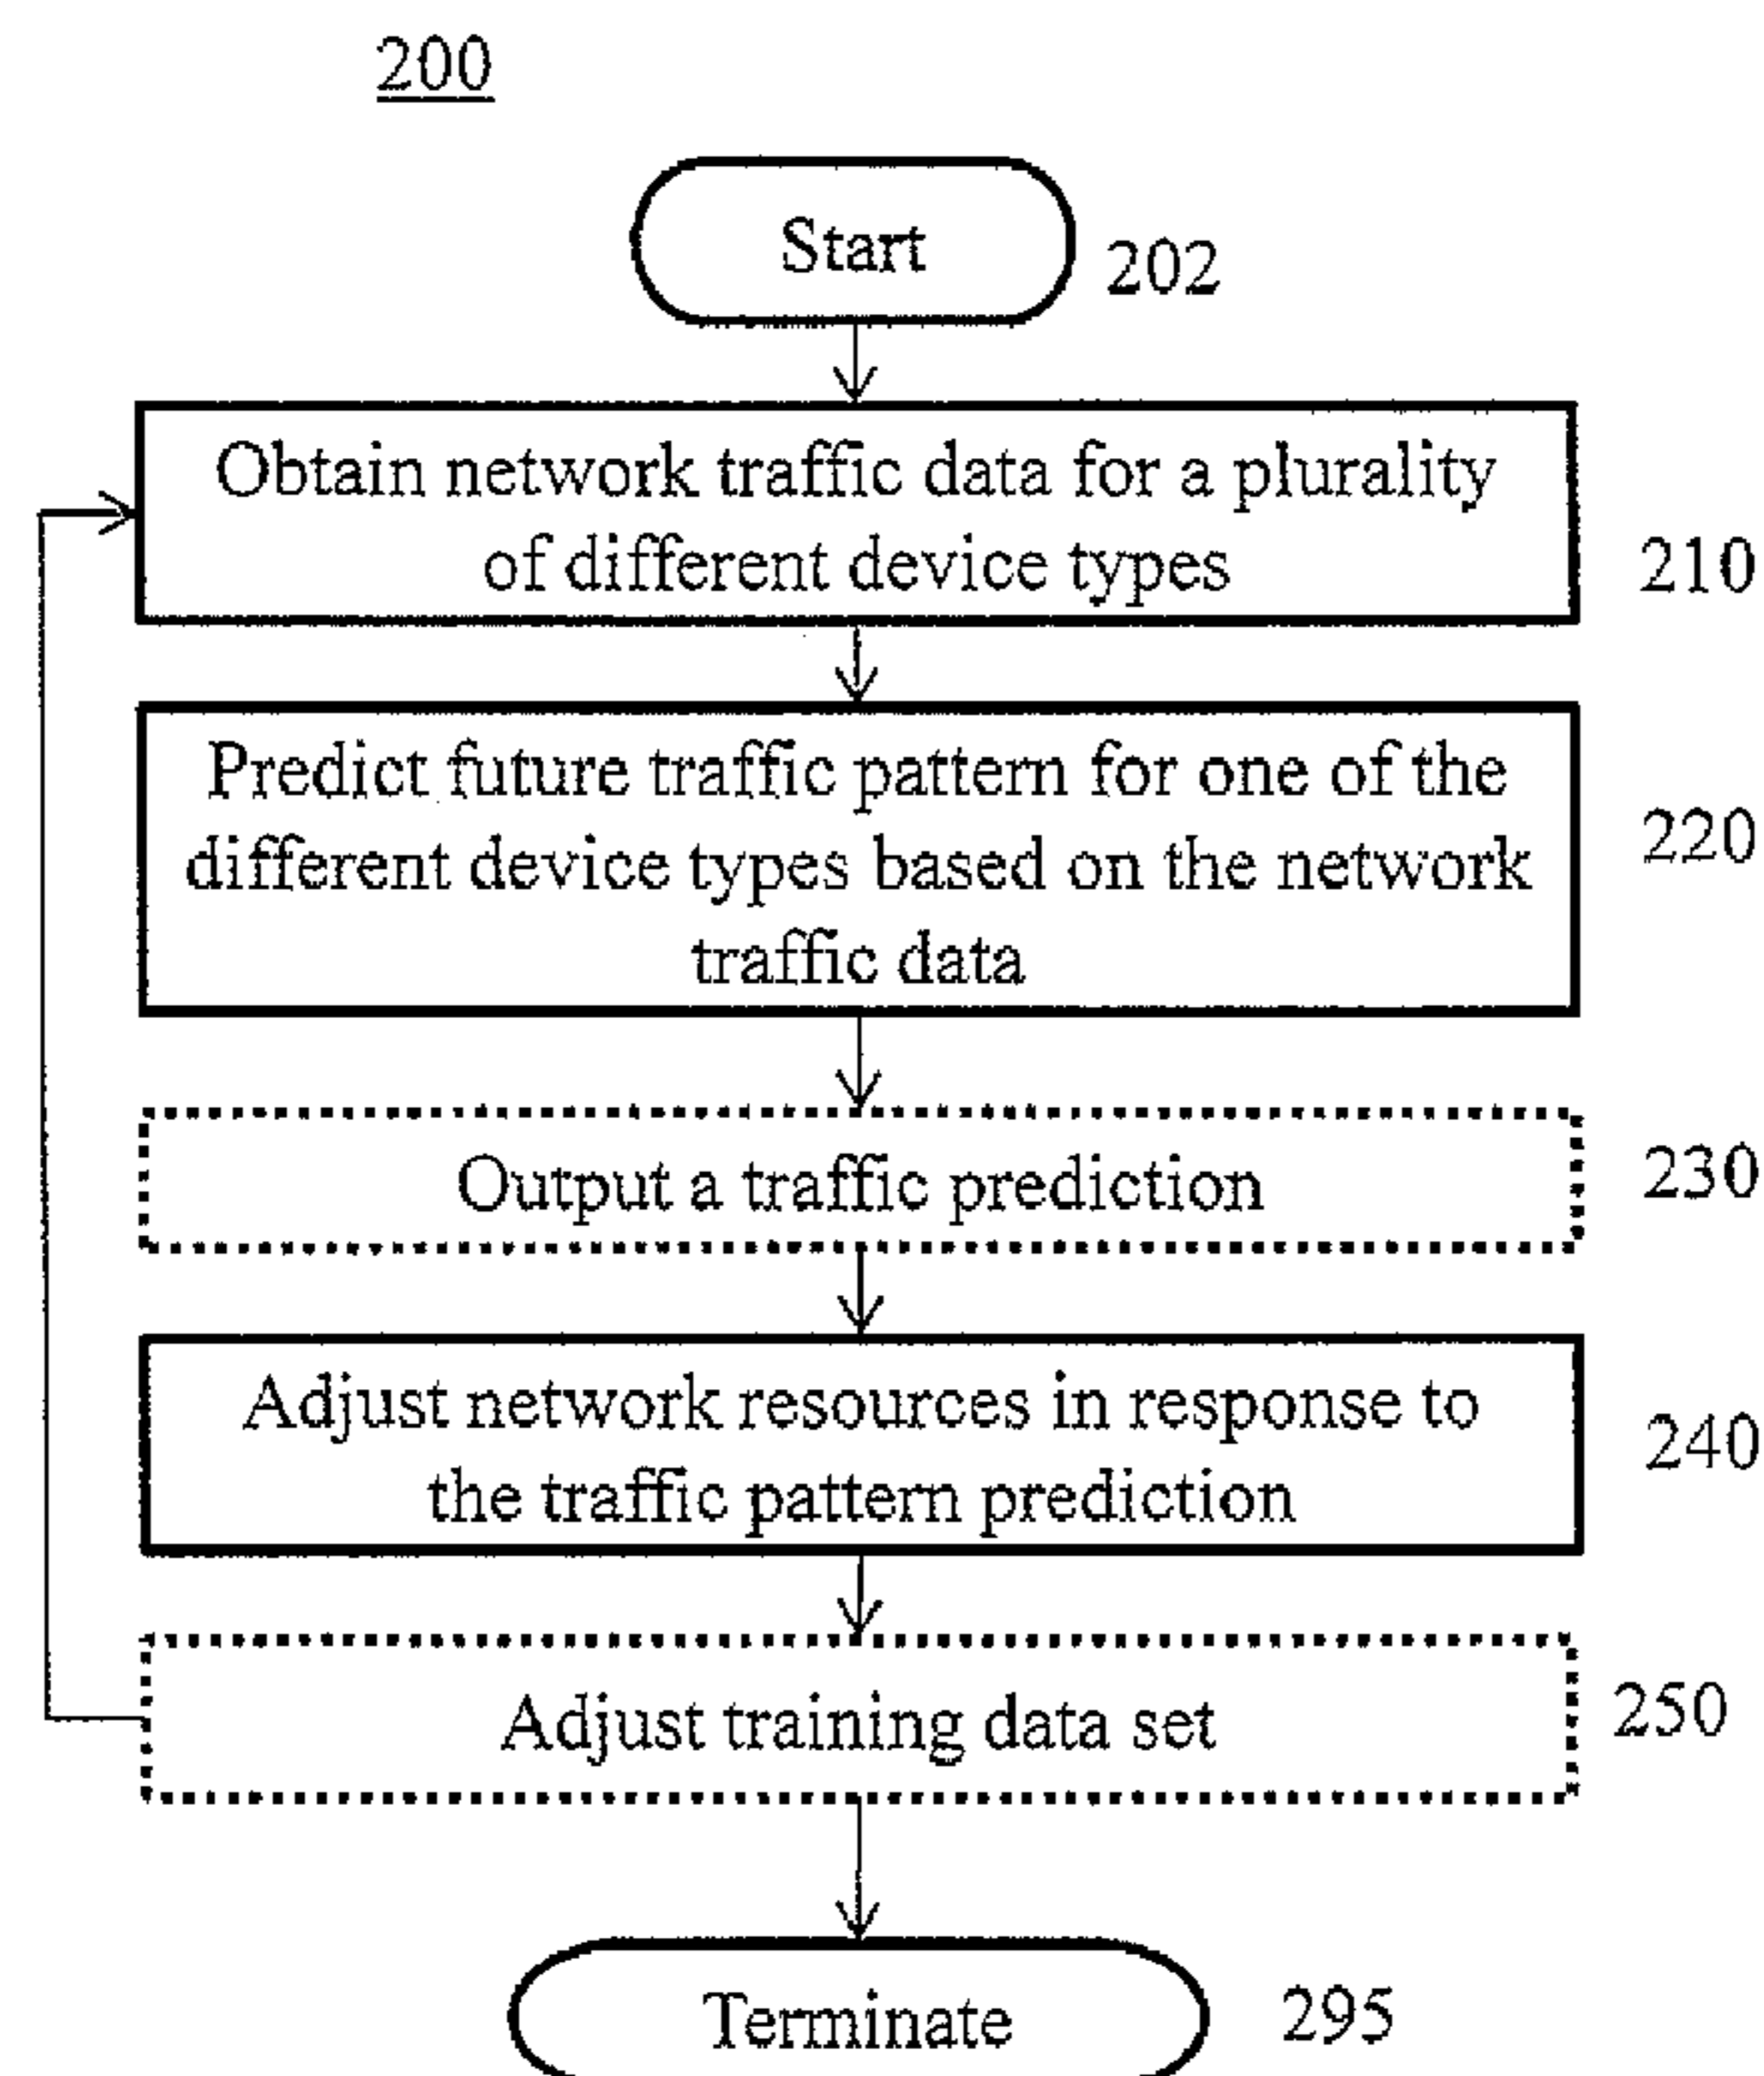 200
Start
202
Obtain network traffic data for a plurality
of different device types
210
Predict future traffic pattern for one of the
different device types based on the network
traffic data
220
Output a traffic prediction
230
Adjust network resources in response to
the traffic pattern prediction
240
Adjust training data set
250
Terminate
295